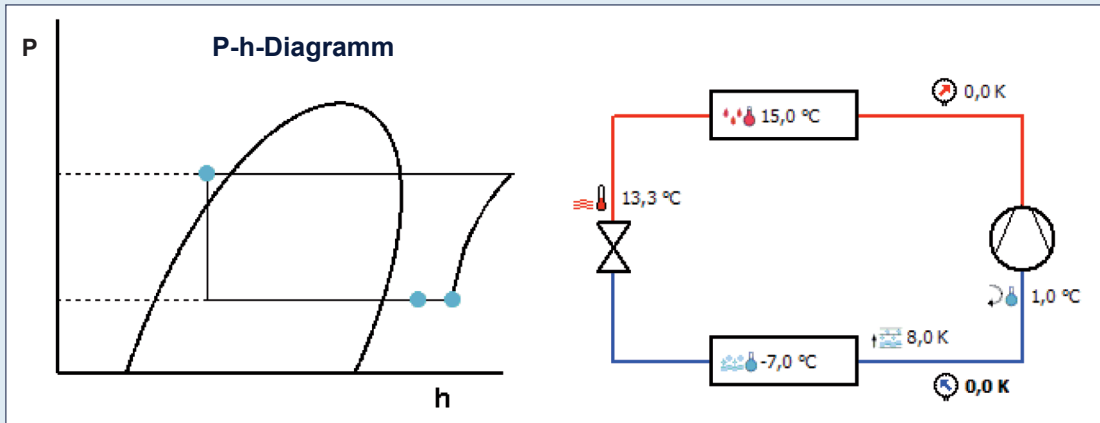 P
P-h-Diagramm
h
0,0 K
15,0 °C
13,3 °C
1,0 °C
8,0 K
-7,0 °C
0,0 K